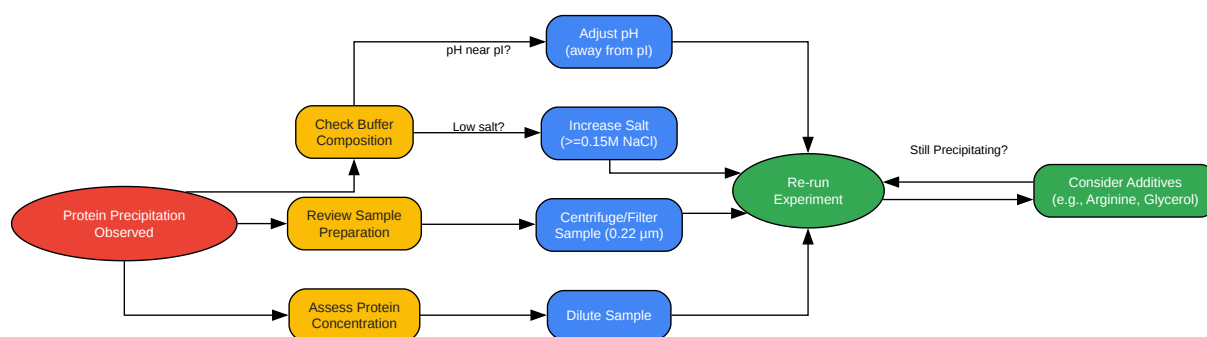 Adjust pH
(away from pI)
pH near pI?
Check Buffer
Composition
Low salt?
Increase Salt
(>=0.15M NaCl)
Still Precipitating?
Protein Precipitation
Observed
Review Sample
Preparation
Centrifuge/Filter
Sample (0.22 µm)
Re-run
Experiment
Consider Additives
(e.g., Arginine, Glycerol)
Assess Protein
Concentration
Dilute Sample